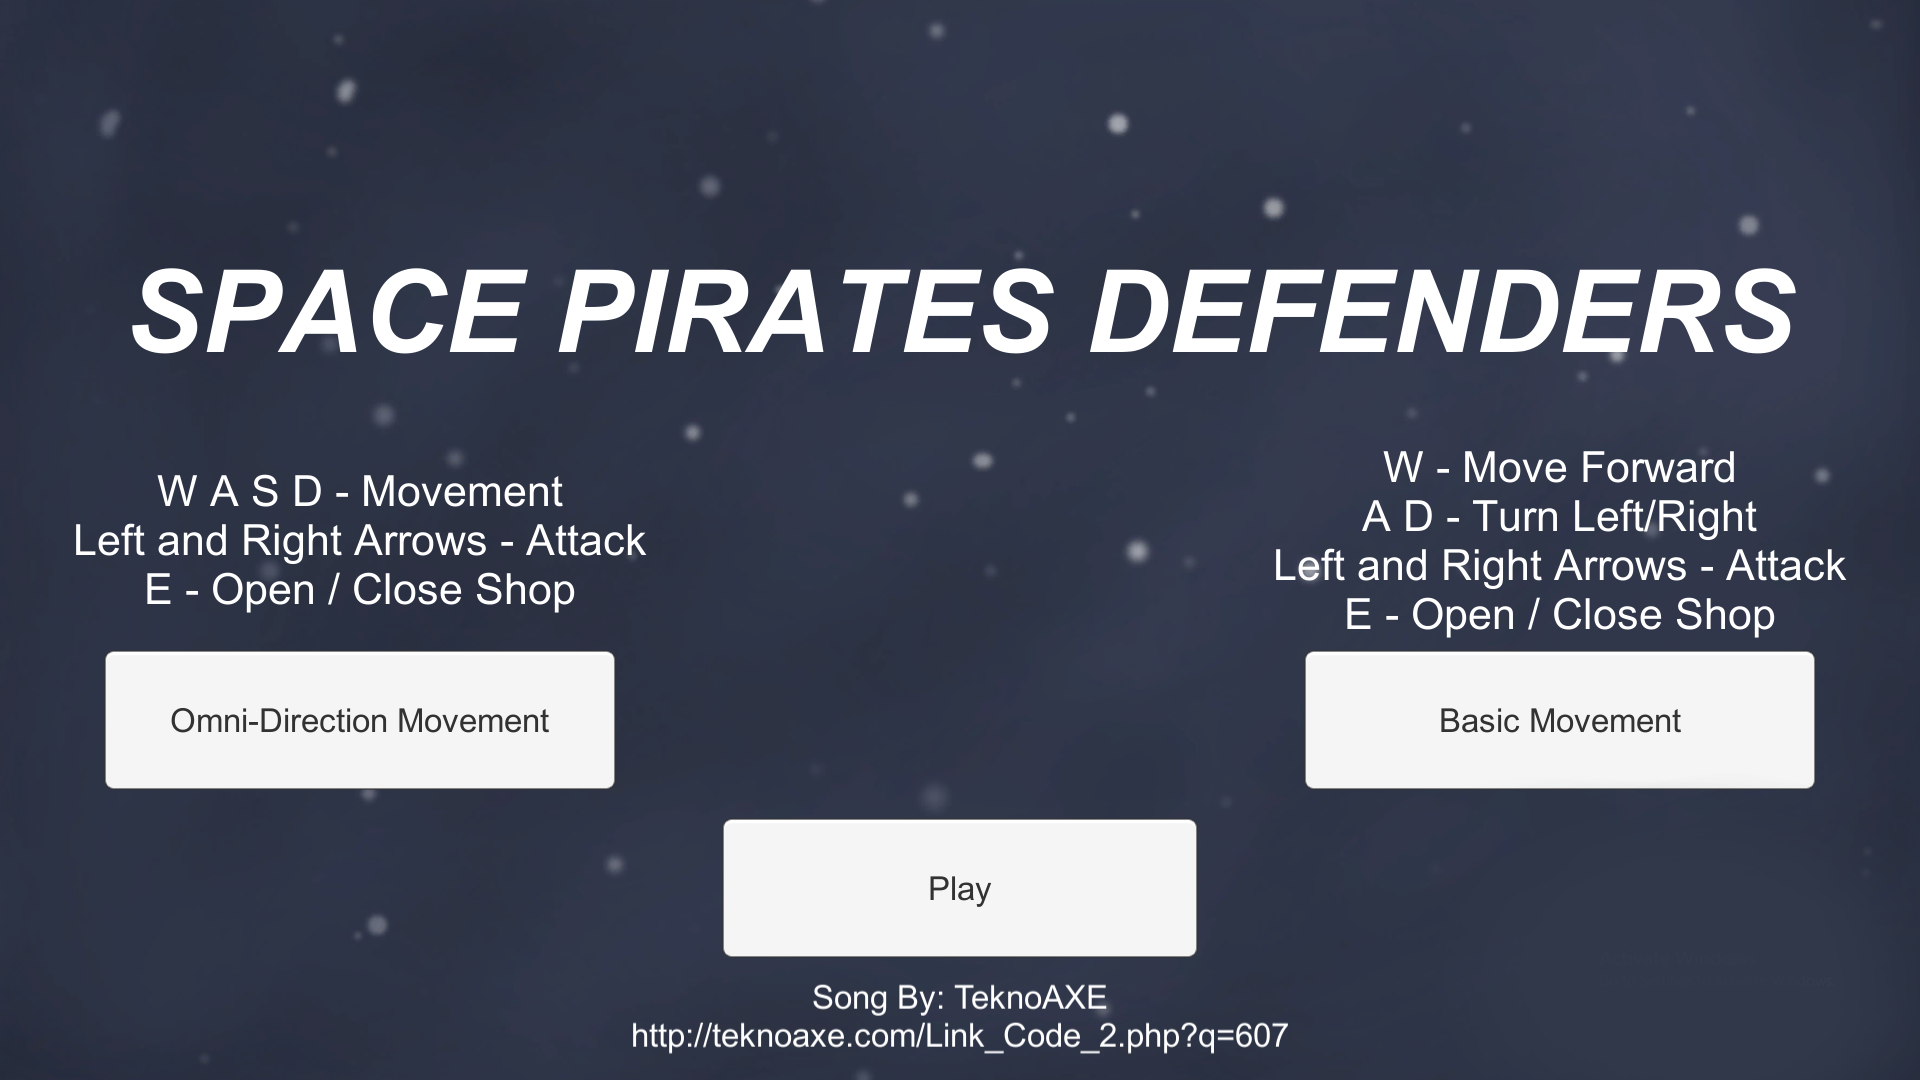 SPACE PIRATES DEFENDERS
W A S D - Movement
Left and Right Arrows - Attack
E - Open / Close Shop
Omni-Direction Movement
W - Move Forward
A D - Turn Left/Right
Left and Right Arrows - Attack
E - Open / Close Shop
Basic Movement
Play
Song By: TeknoAXE
http://teknoaxe.com/Link_Code_2.php?q=607